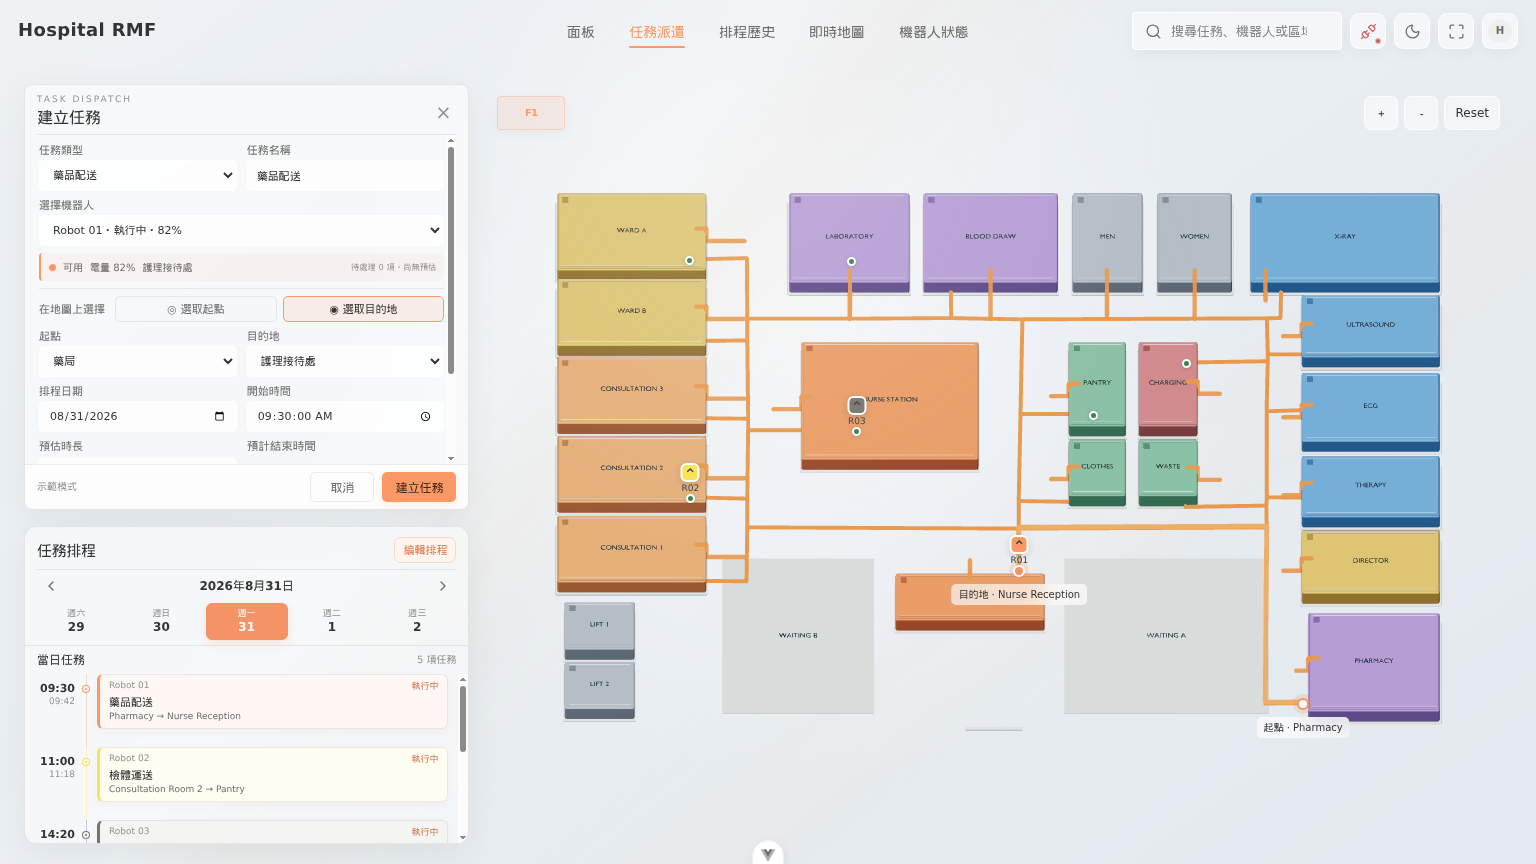 Hospital RMF
面板
任務派遣
排程歷史
即時地圖
機器人狀態
搜尋任務、機器人或區
H
TASK DISPATCH
建立任務
任務類型
任務名稱
藥品配送
藥品配送
選擇機器人
Robot 01・執行中・82%
可用 電量 82% 護理接待處
待處理 0 項・尚無預估
在地圖上選擇
◎ 選取起點
◉ 選取目的地
起點
目的地
藥局
護理接待處
排程日期
開始時間
08/31/2026
09:30:00 AM
預估時長
預計結束時間
示範模式
取消
建立任務
任務排程
編輯排程
2026年8月31日
週六
29
週日
30
週一
31
週二
1
週三
2
當日任務
5 項任務
09:30
09:42
Robot 01
執行中
藥品配送
Pharmacy → Nurse Reception
11:00
11:18
Robot 02
執行中
檢體運送
Consultation Room 2 → Pantry
14:20
Robot 03
執行中
F1
+
-
Reset
WARD A
LABORATORY
BLOOD DRAW
MEN
WOMEN
X-RAY
WARD B
ULTRASOUND
CONSULTATION 3
NURSE STATION
R03
PANTRY
CHARGING
ECG
CONSULTATION 2
R02
CLOTHES
WASTE
THERAPY
CONSULTATION 1
R01
DIRECTOR
目的地 · Nurse Reception
LIFT 1
WAITING B
WAITING A
PHARMACY
LIFT 2
起點 · Pharmacy